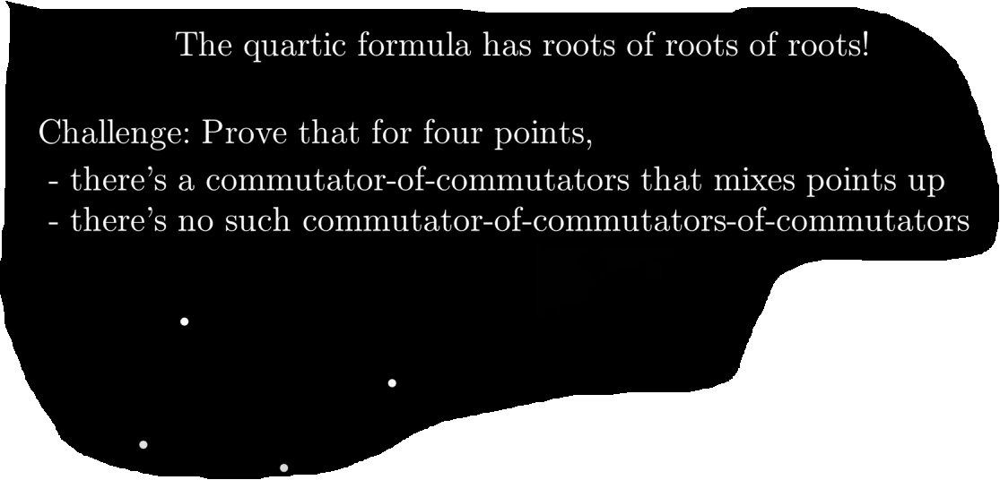 The quartic formula has roots of roots of roots!
Challenge: Prove that for four points,
- there's a commutator-of-commutators that mixes points up
- there's no such commutator-of-commutators-of-commutators